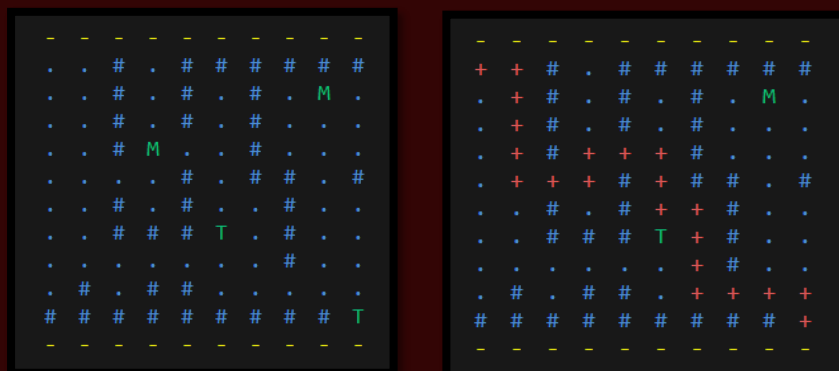 - - - - - - - - - -
. . # . # # # # # #
. . # . # . # . M .
. . # . # . # . . .
. . # M . . # . . .
. . . . # . # # . #
. . # . # . . # . .
. . # # # T . # . .
. . . . . . . # . .
. # . # # . . . . .
# # # # # # # # # T
- - - - - - - - - -
- - - - - - - - - -
+ + # . # # # # # #
. + # . # . # . M .
. + # . # . # . . .
. + # + + + # . . .
. + + + # + # # . #
. . # . # + + # . .
. . # # # T + # . .
. . . . . . + # . .
. # . # # . + + + +
# # # # # # # # # +
- - - - - - - - - -